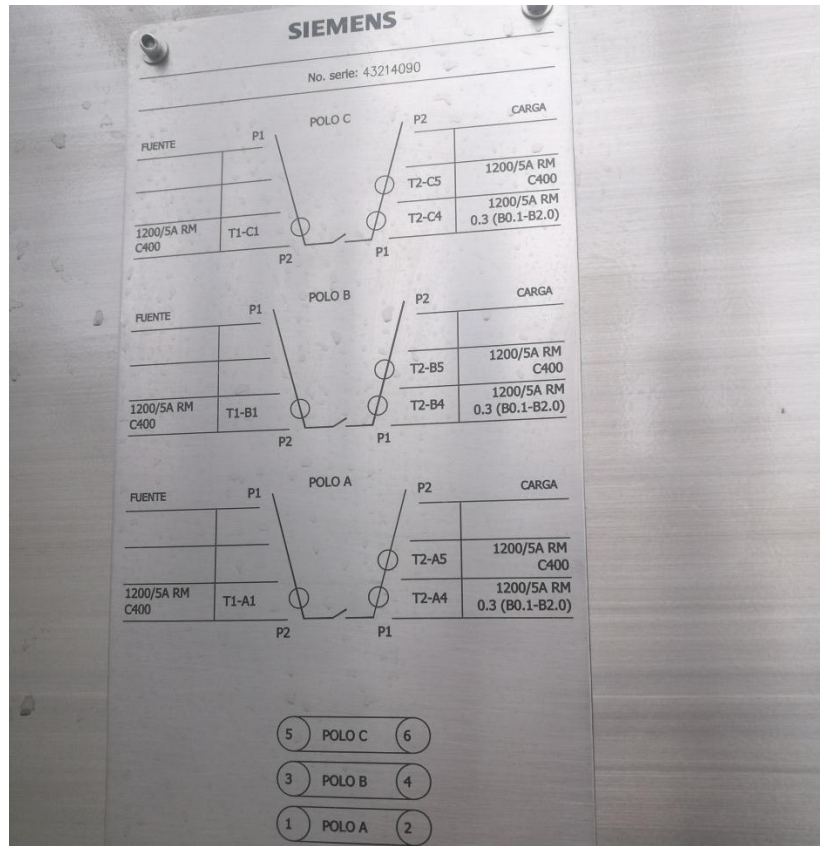 SIEMENS
No. serie: 43214090
FUENTE P1 POLO C P2 CARGA
T2-C5 1200/5A RM
C400
1200/5A RM
C400 T1-C1 T2-C4 1200/5A RM
0.3 (B0.1-B2.0)
P2 P1
FUENTE P1 POLO B P2 CARGA
T2-B5 1200/5A RM
C400
1200/5A RM
C400 T1-B1 T2-B4 1200/5A RM
0.3 (B0.1-B2.0)
P2 P1
FUENTE P1 POLO A P2 CARGA
T2-A5 1200/5A RM
C400
1200/5A RM
C400 T1-A1 T2-A4 1200/5A RM
0.3 (B0.1-B2.0)
P2 P1
5 POLO C 6
3 POLO B 4
1 POLO A 2